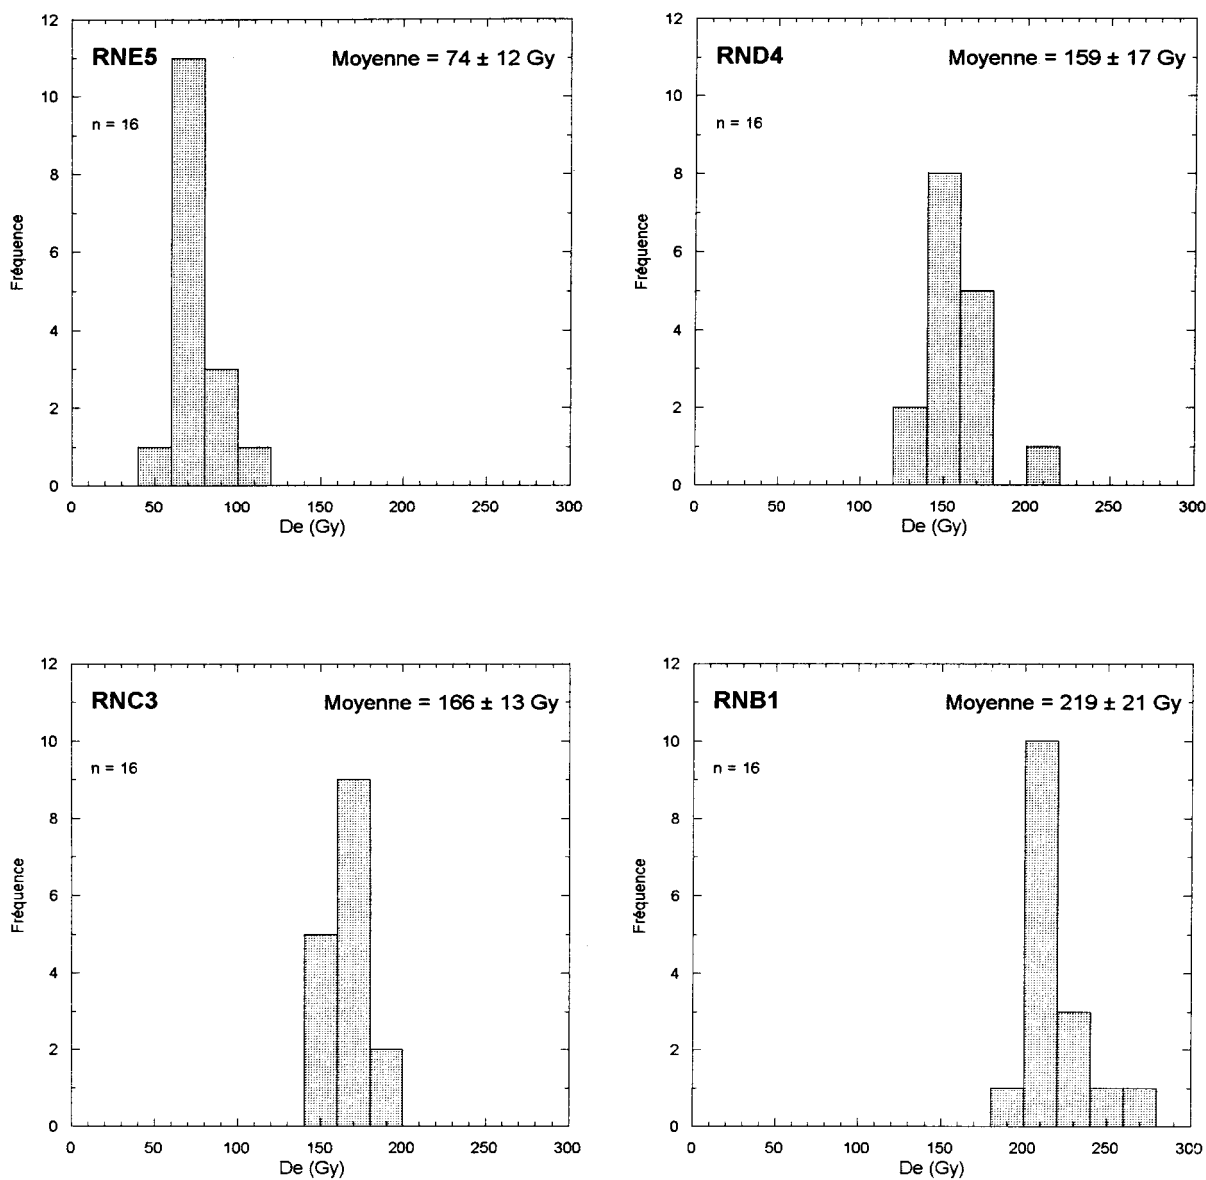 RNE5
Moyenne = 74 ± 12 Gy
n = 16
Fréquence
12
10
8
6
4
2
0
0 50 100 150 200 250 300
De (Gy)
RND4
Moyenne = 159 ± 17 Gy
n = 16
Fréquence
12
10
8
6
4
2
0
0 50 100 150 200 250 300
De (Gy)
RNC3
Moyenne = 166 ± 13 Gy
n = 16
Fréquence
12
10
8
6
4
2
0
0 50 100 150 200 250 300
De (Gy)
RNB1
Moyenne = 219 ± 21 Gy
n = 16
Fréquence
12
10
8
6
4
2
0
0 50 100 150 200 250 300
De (Gy)